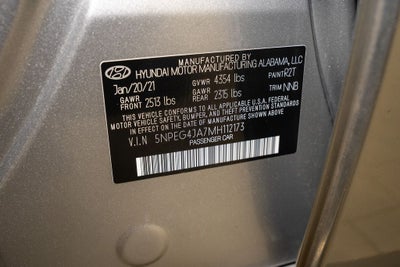 MANUFACTURED BY
HYUNDAI MOTOR MANUFACTURING ALABAMA, LLC
Jan/20/21 GVWR 4354 lbs PAINT R2T
GAWR FRONT 2513 lbs GAWR REAR 2315 lbs TRIM NNB
THIS VEHICLE CONFORMS TO ALL APPLICABLE U.S.A. FEDERAL
MOTOR VEHICLE SAFETY, BUMPER, AND THEFT PREVENTION STANDARDS
IN EFFECT ON THE DATE OF MANUFACTURE SHOWN ABOVE.
V.I.N 5NPEG4JA7MH112173
PASSENGER CAR